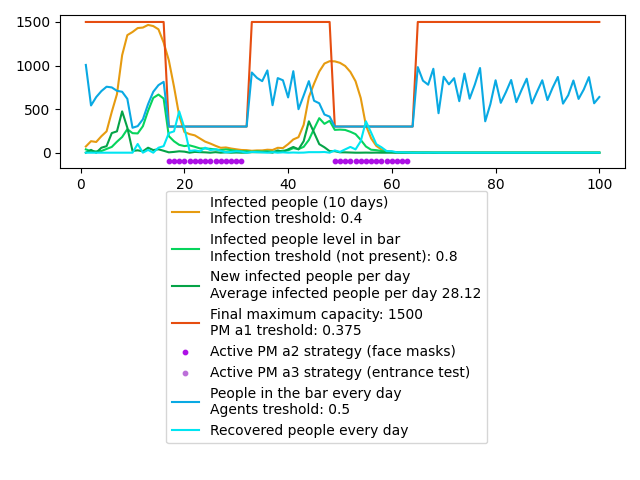 1500
1000
500
0
0 20 40 60 80 100
Infected people (10 days)
Infection treshold: 0.4
Infected people level in bar
Infection treshold (not present): 0.8
New infected people per day
Average infected people per day 28.12
Final maximum capacity: 1500
PM a1 treshold: 0.375
Active PM a2 strategy (face masks)
Active PM a3 strategy (entrance test)
People in the bar every day
Agents treshold: 0.5
Recovered people every day